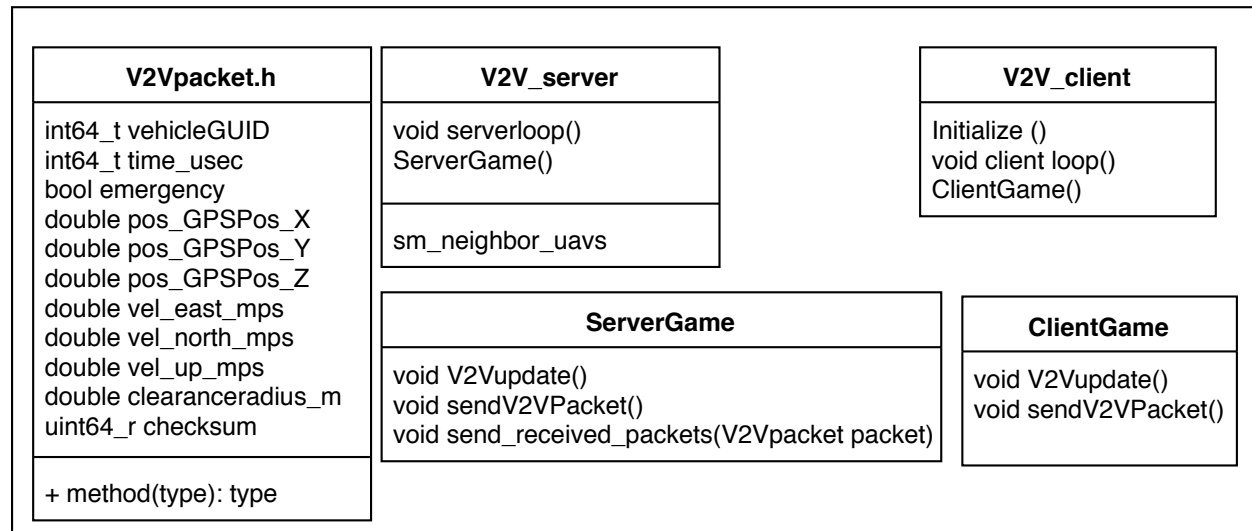 V2Vpacket.h
int64_t vehicleGUID
int64_t time_usec
bool emergency
double pos_GPSPos_X
double pos_GPSPos_Y
double pos_GPSPos_Z
double vel_east_mps
double vel_north_mps
double vel_up_mps
double clearanceradius_m
uint64_r checksum
+ method(type): type
V2V_server
void serverloop()
ServerGame()
sm_neighbor_uavs
V2V_client
Initialize ()
void client loop()
ClientGame()
ServerGame
void V2Vupdate()
void sendV2VPacket()
void send_received_packets(V2Vpacket packet)
ClientGame
void V2Vupdate()
void sendV2VPacket()